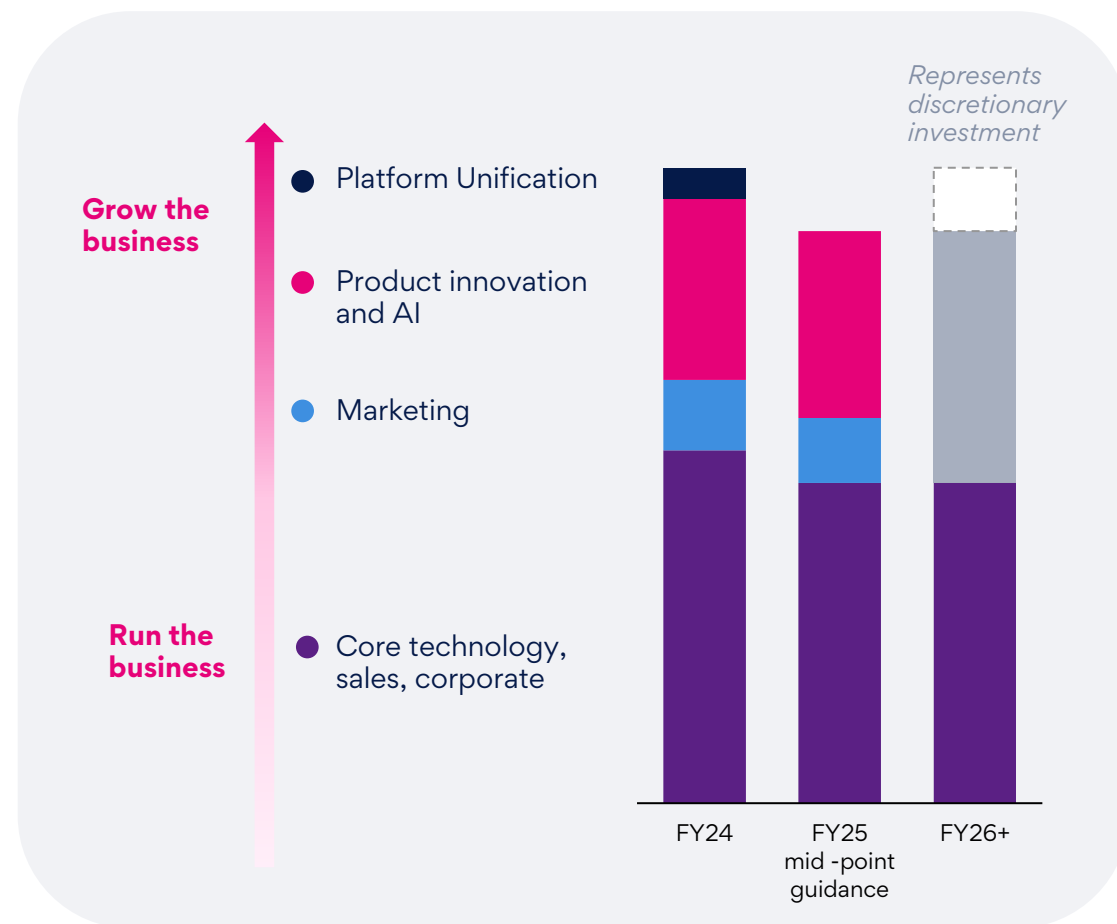 Represents
discretionary
investment
Platform Unification
Grow the
business
Product innovation
and AI
Marketing
Run the
business
Core technology,
sales, corporate
FY24
FY25
mid -point
guidance
FY26+